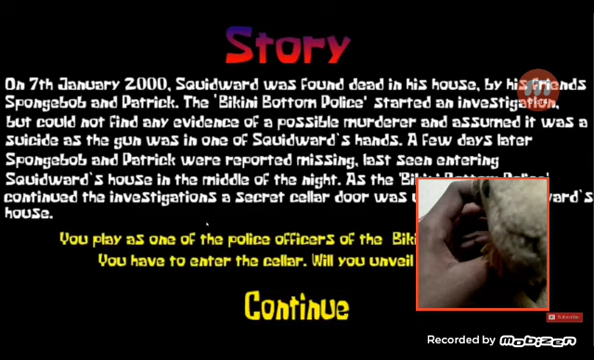 Story
On 7th January 2000, Squidward was found dead in his house, by his friends
Spongebob and Patrick. The 'Bikini Bottom Police' started an investigation,
but could not find any evidence of a possible murderer and assumed it was a
suicide as the gun was in one of Squidward's hands. A few days later
Spongebob and Patrick were reported missing, last seen entering
Squidward's house in the middle of the night. As the 'Bikini Bottom Police'
continued the investigations a secret cellar door was
house.
You play as one of the police officers of the
You have to enter the cellar. Will you unveil
Continue
Subscribe
Recorded by mobizen